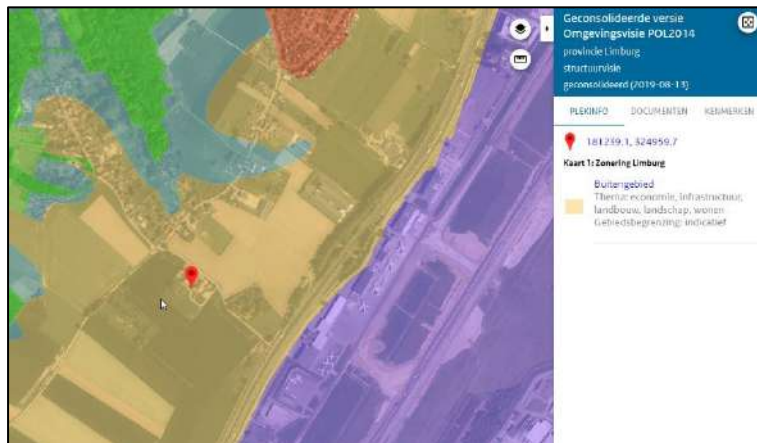 Geconsolideerde versie
Omgevingsvisie POL2014
provincie Limburg
structuurvisie
geconsolideerd (2019-08-13)
PLEKINFO DOCUMENTEN KENMERKEN
181239.1, 324959.7
Kaart 1: Zonering Limburg
Buitengebied
Thema: economie, infrastructuur,
landbouw, landschap, wonen
Gebiedsbegrenzing: indicatief